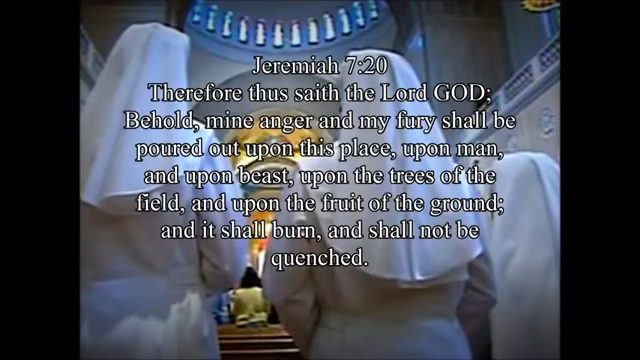 Jeremiah 7:20
Therefore thus saith the Lord GOD;
Behold, mine anger and my fury shall be
poured out upon this place, upon man,
and upon beast, upon the trees of the
field, and upon the fruit of the ground;
and it shall burn, and shall not be
quenched.